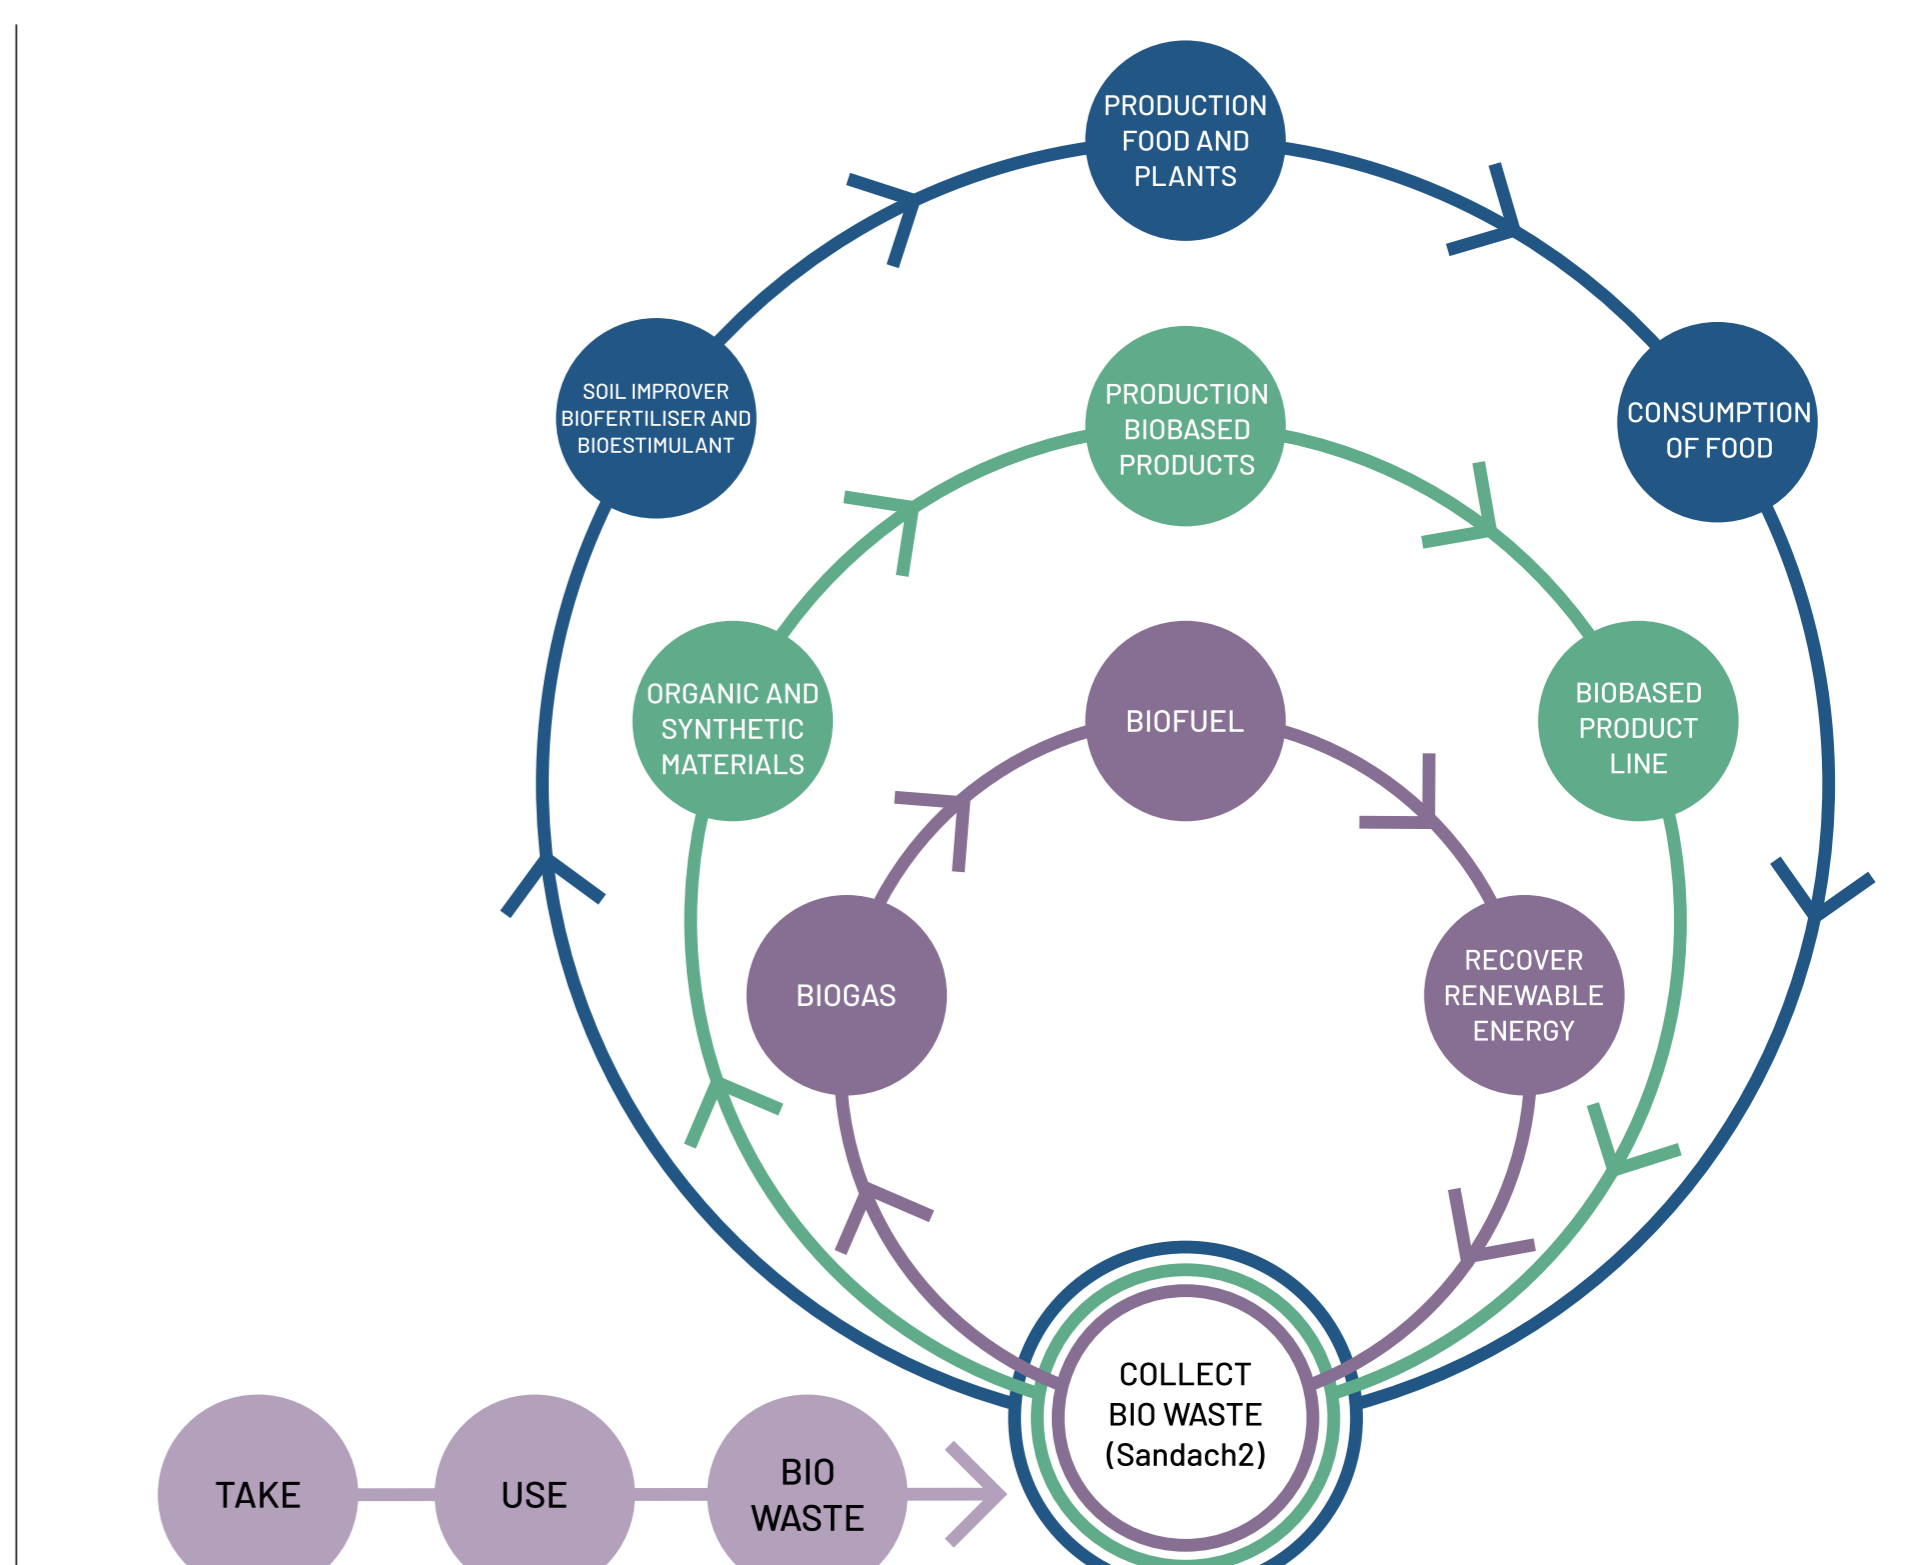 PRODUCTION
FOOD AND
PLANTS
SOIL IMPROVER
BIOFERTILISER AND
BIOESTIMULANT
PRODUCTION
BIOBASED
PRODUCTS
CONSUMPTION
OF FOOD
ORGANIC AND
SYNTHETIC
MATERIALS
BIOFUEL
BIOBASED
PRODUCT
LINE
BIOGAS
RECOVER
RENEWABLE
ENERGY
COLLECT
BIO WASTE
(Sandach2)
TAKE
USE
BIO
WASTE